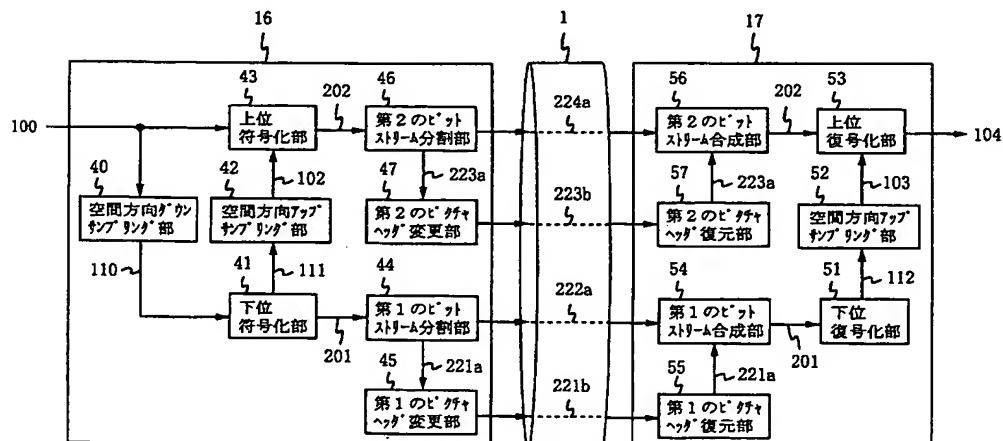 16
1
17
43
46
56
53
202
224a
202
100
上位
符号化部
第2のビット
ストリーム分割部
第2のビット
ストリーム合成部
上位
復号化部
104
40
42
102
47
223a
223b
57
223a
52
103
空間方向ダウン
サンプリング部
空間方向アップ
サンプリング部
第2のピクチャ
ヘッダ変更部
第2のピクチャ
ヘッダ復元部
空間方向アップ
サンプリング部
110
41
111
44
222a
54
51
112
下位
符号化部
第1のビット
ストリーム分割部
第1のビット
ストリーム合成部
下位
復号化部
201
201
45
221a
221b
55
221a
第1のピクチャ
ヘッダ変更部
第1のピクチャ
ヘッダ復元部